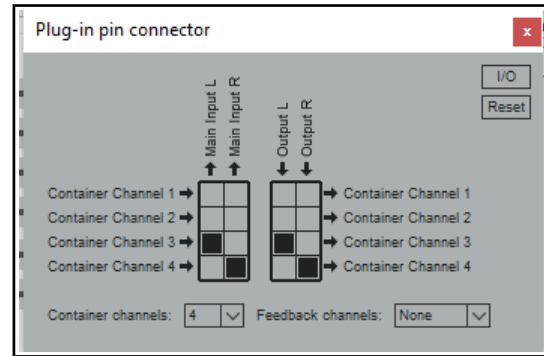 Plug-in pin connector
x
I/O
Reset
Main Input L
Main Input R
Output L
Output R
Container Channel 1 Container Channel 1
Container Channel 2 Container Channel 2
Container Channel 3 Container Channel 3
Container Channel 4 Container Channel 4
Container channels: 4 Feedback channels: None